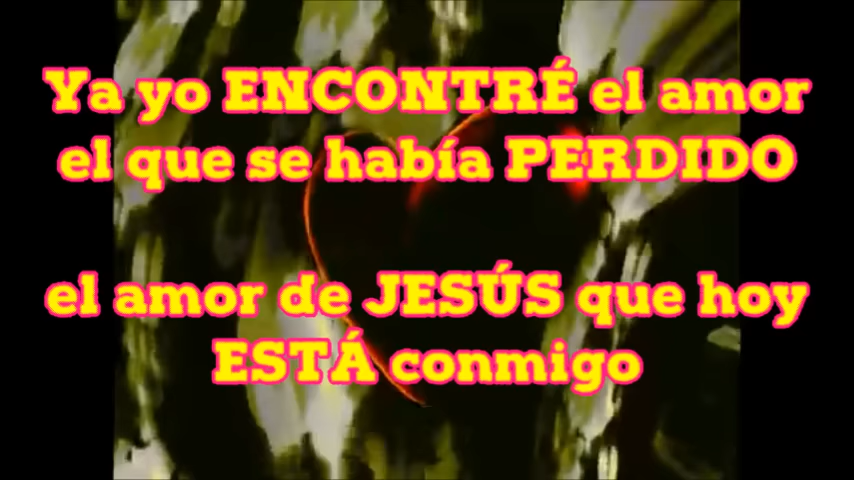 Ya yo ENCONTRÉ el amor
el que se había PERDIDO
el amor de JESÚS que hoy
ESTÁ conmigo